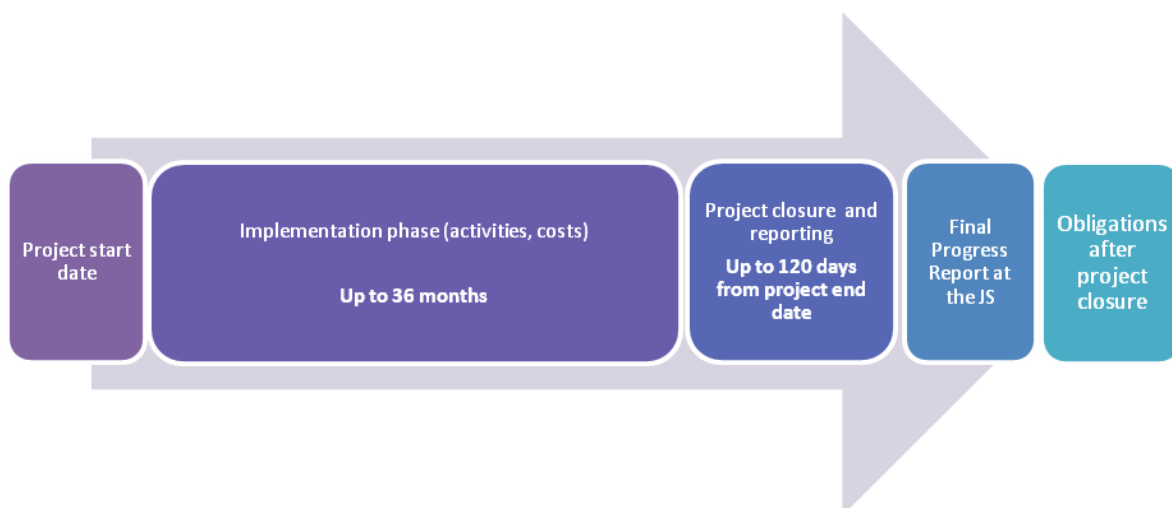 Project start
date
Implementation phase (activities, costs)
Up to 36 months
Project closure and
reporting
Up to 120 days
from project end
date
Final
Progress
Report at
the JS
Obligations
after
project
closure